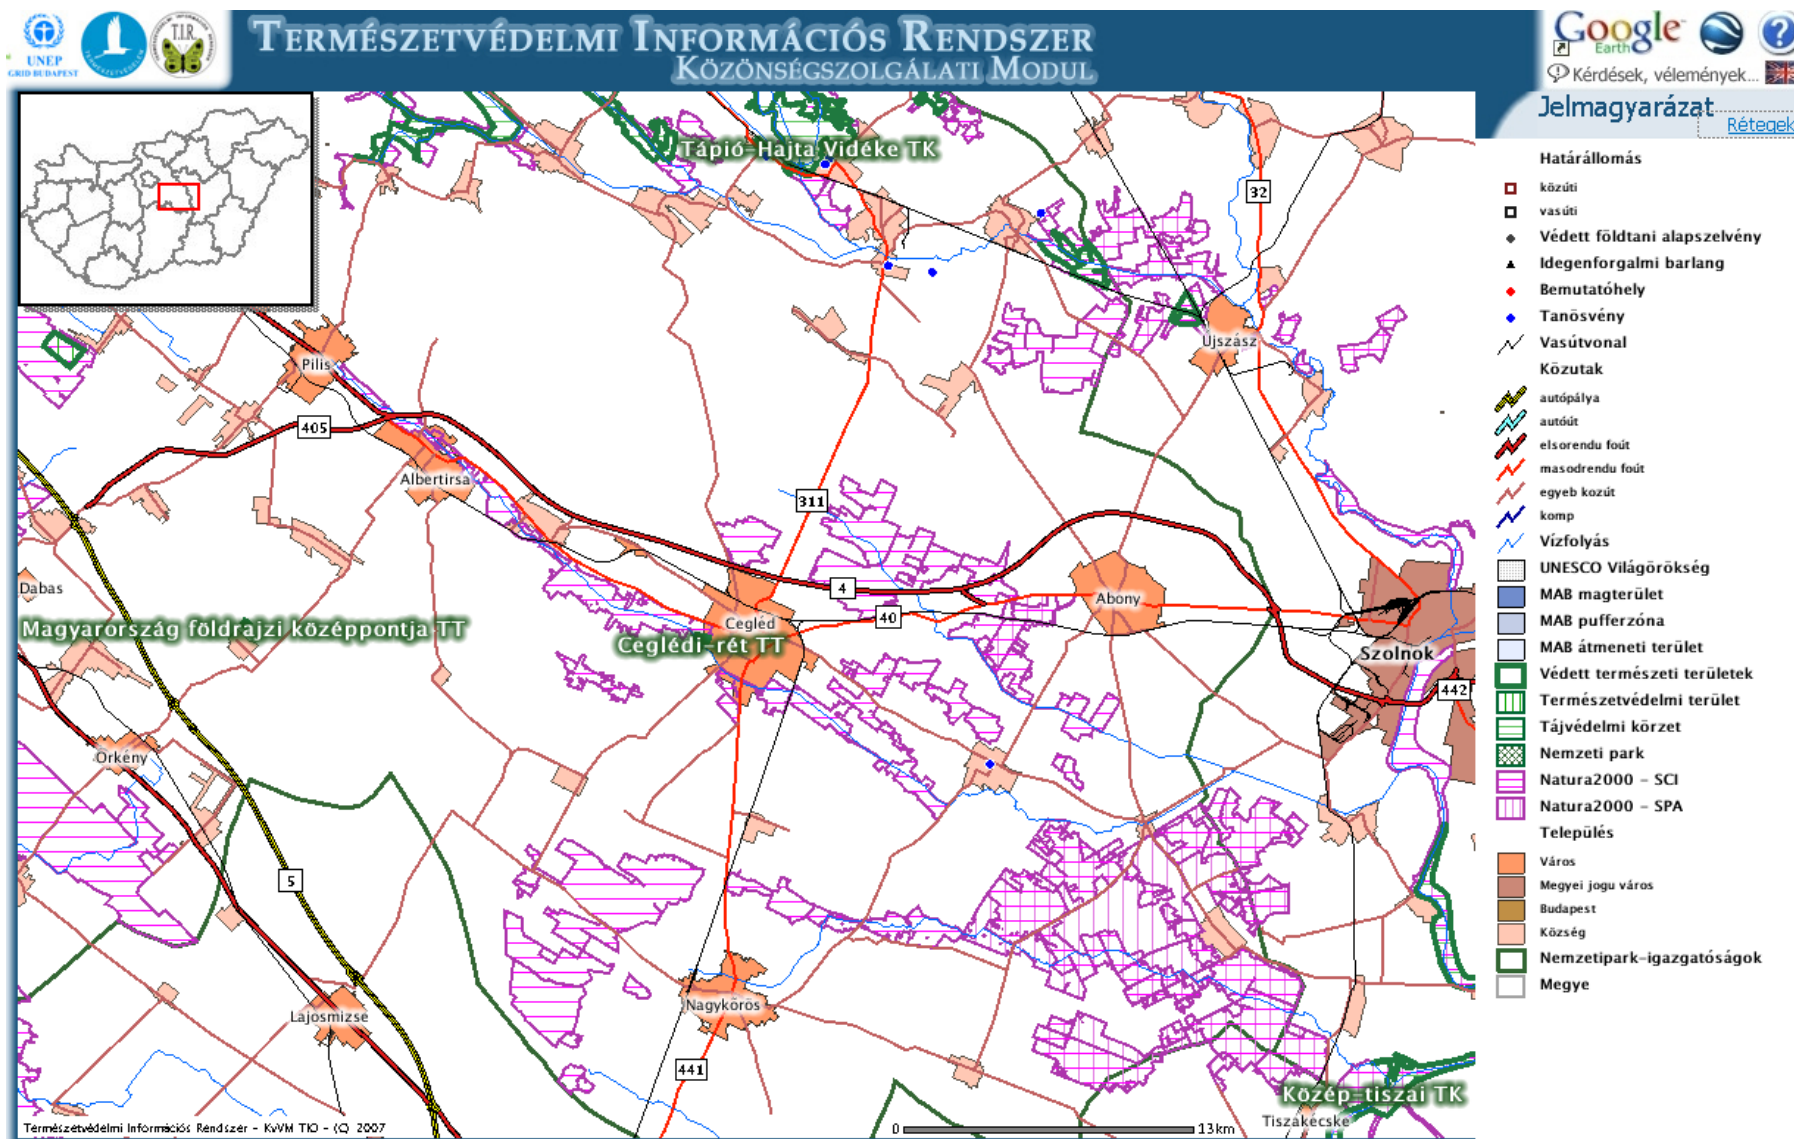 UNEP
GRID BUDAPEST
T.I.R.
TERMÉSZETVÉDELMI INFORMÁCIÓS RENDSZER
KÖZÖNSÉGSZOLGÁLATI MODUL
Google
Earth
Kérdések, vélemények...
Jelmagyarázat
Rétegek
Határállomás
közúti
vasúti
Védett földtani alapszelvény
Idegenforgalmi barlang
Bemutatóhely
Tanösvény
Vasútvonal
Közutak
autópálya
autóút
elsorendu foút
masodrendu foút
egyeb kozút
komp
Vízfolyás
UNESCO Világörökség
MAB magterület
MAB pufferzóna
MAB átmeneti terület
Védett természeti területek
Természetvédelmi terület
Tájvédelmi körzet
Nemzeti park
Natura2000 - SCI
Natura2000 - SPA
Település
Város
Megyei jogu város
Budapest
Község
Nemzetipark-igazgatóságok
Megye
Tápió-Hajta Vidéke TK
32
Újszász
Pilis
405
Albertirsa
311
Dabas
4
Abony
40
Cegléd
Magyarország földrajzi középpontja TT
Ceglédi-rét TT
Szolnok
442
Örkény
5
Nagykőrös
Lajosmizse
441
Közép-tiszai TK
Tiszakécske
Természetvédelmi Információs Rendszer - KvVM TIO - (C) 2007
0 13km